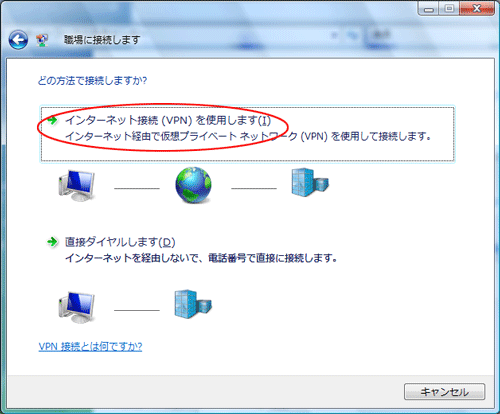 職場に接続します
どの方法で接続しますか?
インターネット接続 (VPN) を使用します(I)
インターネット経由で仮想プライベート ネットワーク (VPN) を使用して接続します。
直接ダイヤルします(D)
インターネットを経由しないで、電話番号で直接に接続します。
VPN 接続とは何ですか?
キャンセル